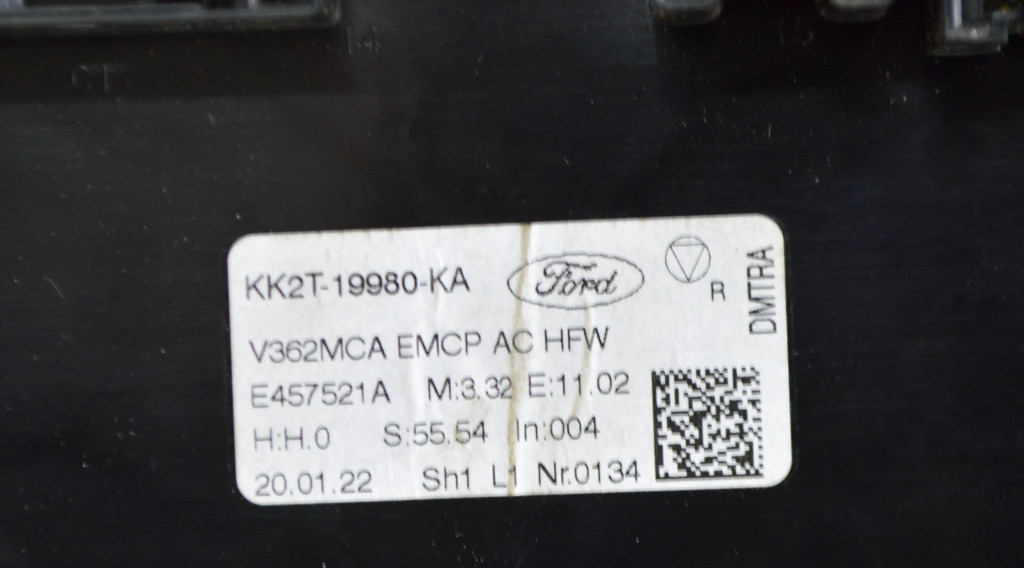 14
KK2T-19980-KA
Ford
R
DMTRA
V362MCA EMCP AC HFW
E457521A M:3.32 E:11.02
H:H.0 S:55.54 In:004
20.01.22 Sh1 L1 Nr.0134